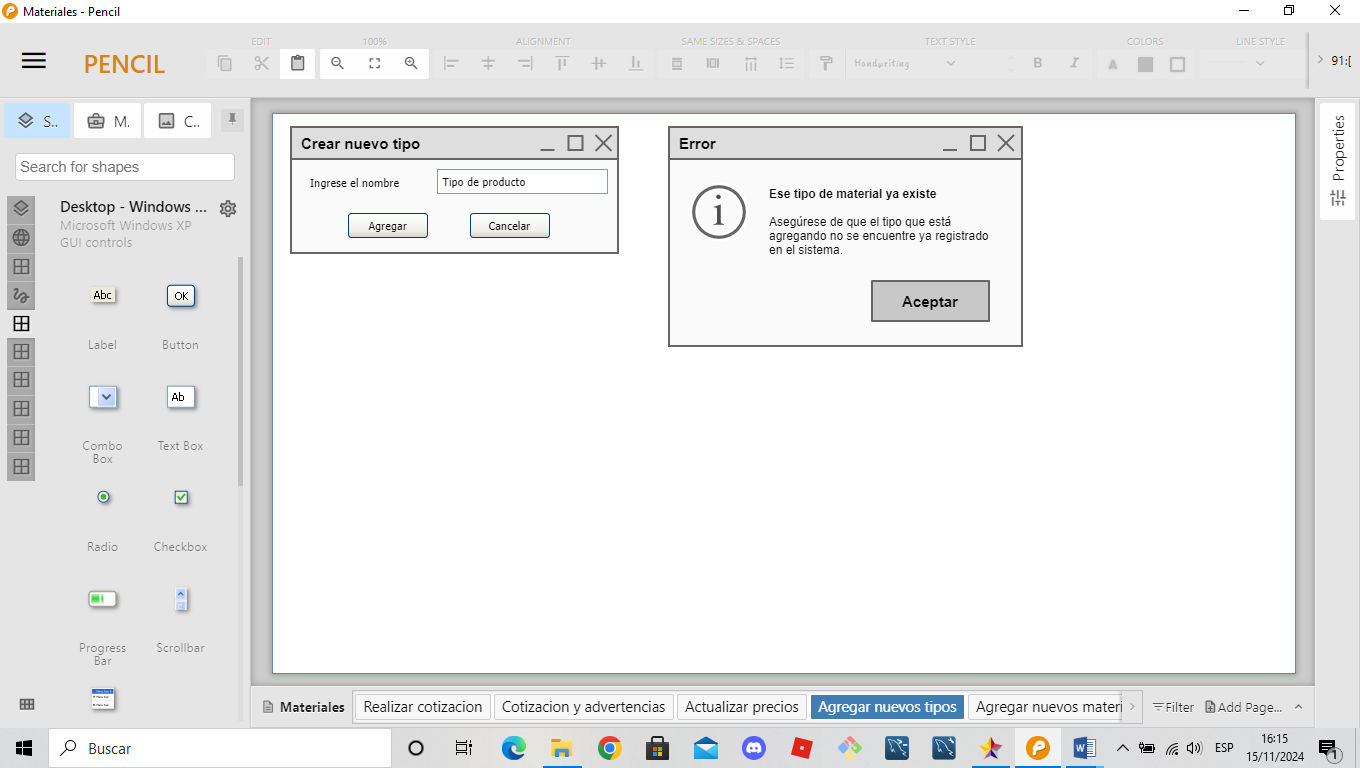 Materiales - Pencil
PENCIL
EDIT
100%
ALIGNMENT
SAME SIZES & SPACES
TEXT STYLE
COLORS
LINE STYLE
Handwriting
B
I
A
91:[
S..
M.
C..
Search for shapes
Desktop - Windows ...
Microsoft Windows XP
GUI controls
Abc
OK
Label
Button
Ab
Combo
Box
Text Box
Radio
Checkbox
Progress
Bar
Scrollbar
Crear nuevo tipo
Ingrese el nombre
Tipo de producto
Agregar
Cancelar
Error
i
Ese tipo de material ya existe
Asegúrese de que el tipo que está
agregando no se encuentre ya registrado
en el sistema.
Aceptar
Properties
Materiales
Realizar cotizacion
Cotizacion y advertencias
Actualizar precios
Agregar nuevos tipos
Agregar nuevos materi
Filter
Add Page...
Buscar
ESP
16:15
15/11/2024
1